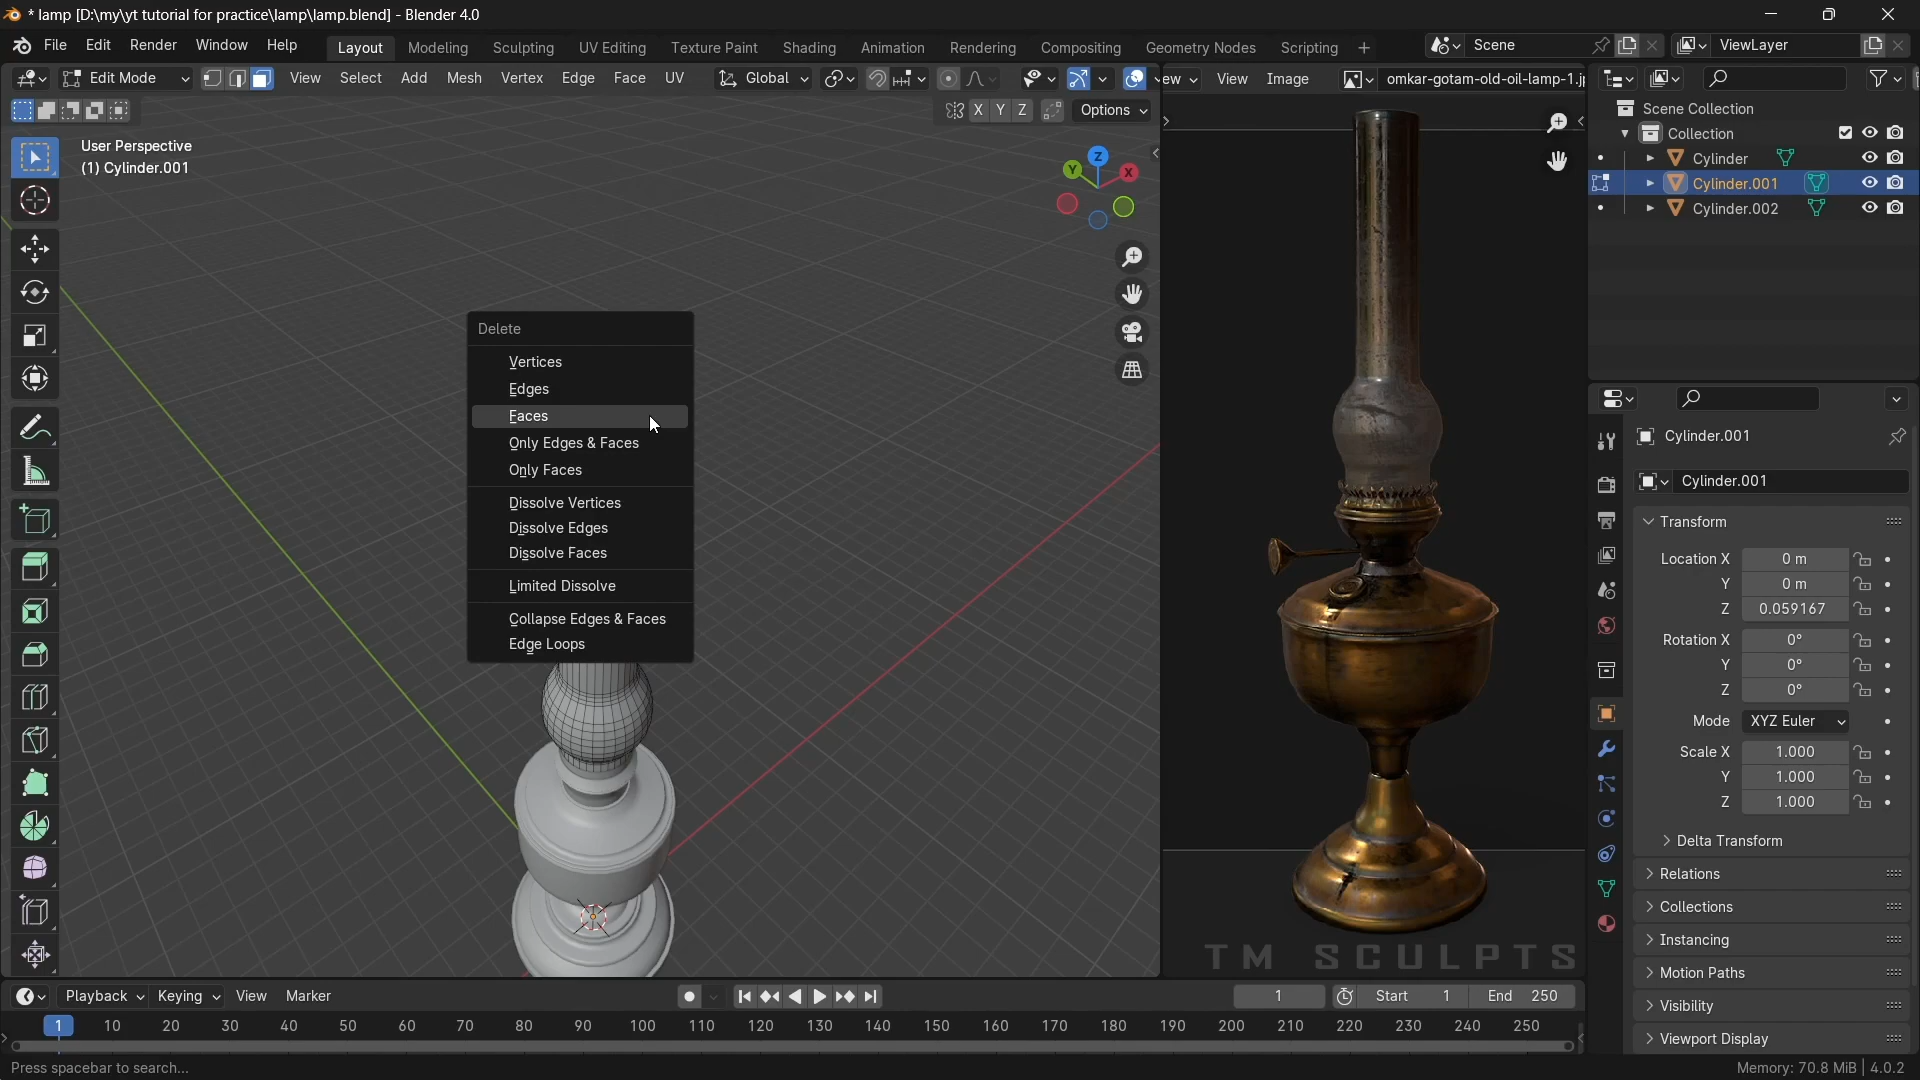 * lamp [D:\my\yt tutorial for practice\lamp\lamp.blend] - Blender 4.0
File Edit Render Window Help Layout Modeling Sculpting UV Editing Texture Paint Shading Animation Rendering Compositing Geometry Nodes Scripting + Scene ViewLayer
Edit Mode View Select Add Mesh Vertex Edge Face UV Global ew View Image omkar-gotam-old-oil-lamp-1.j
X Y Z Options
Scene Collection
Collection
Cylinder
Cylinder.001
Cylinder.002
User Perspective
(1) Cylinder.001
Z
Y
X
Delete
Vertices
Edges
Faces
Only Edges & Faces
Only Faces
Dissolve Vertices
Dissolve Edges
Dissolve Faces
Limited Dissolve
Collapse Edges & Faces
Edge Loops
TM SCULPTS
Cylinder.001
Cylinder.001
Transform
Location X 0 m
Y 0 m
Z 0.059167
Rotation X 0°
Y 0°
Z 0°
Mode XYZ Euler
Scale X 1.000
Y 1.000
Z 1.000
Delta Transform
Relations
Collections
Instancing
Motion Paths
Visibility
Viewport Display
Playback Keying View Marker 1 Start 1 End 250
1 10 20 30 40 50 60 70 80 90 100 110 120 130 140 150 160 170 180 190 200 210 220 230 240 250
Press spacebar to search... Memory: 70.8 MiB | 4.0.2